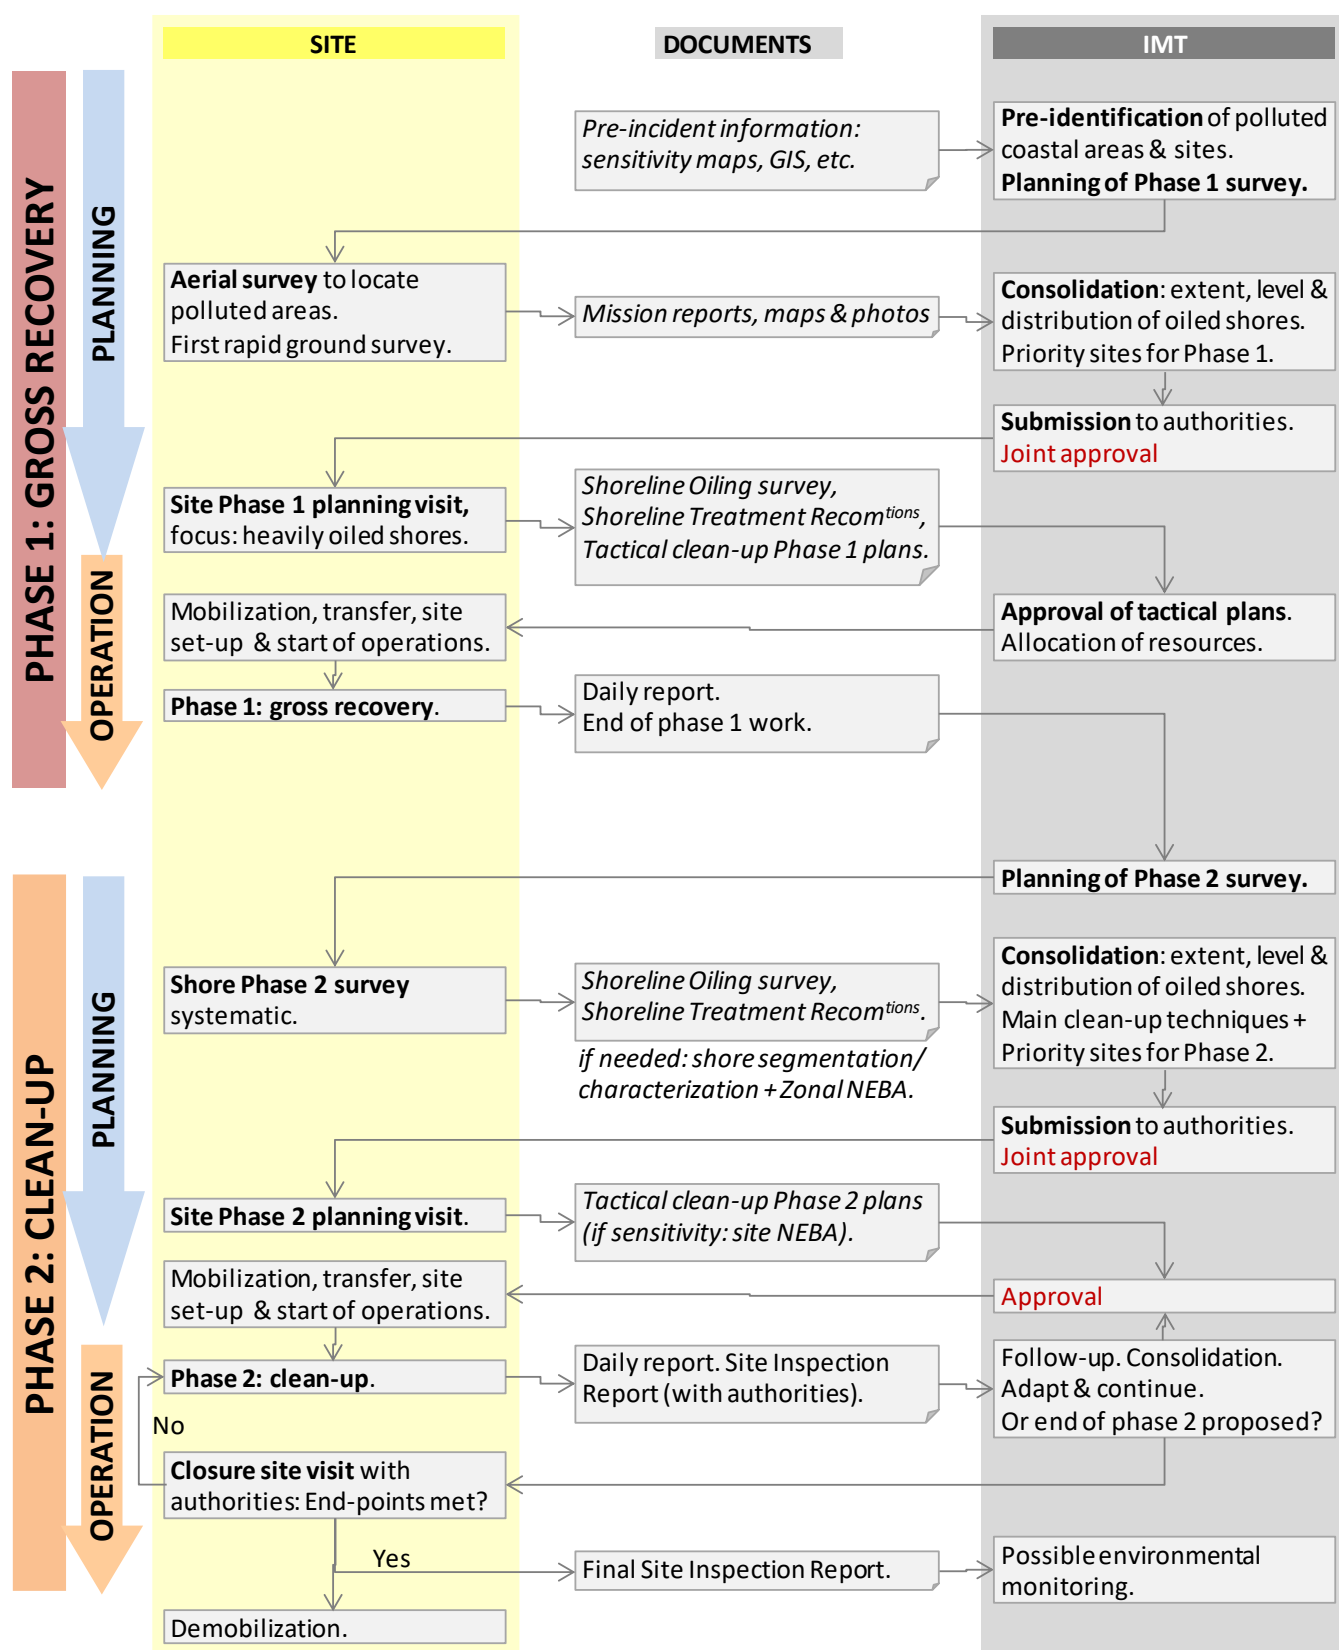 SITE
DOCUMENTS
IMT
PHASE 1: GROSS RECOVERY
PLANNING
OPERATION
Pre-incident information:
sensitivity maps, GIS, etc.
Pre-identification of polluted
coastal areas & sites.
Planning of Phase 1 survey.
Aerial survey to locate
polluted areas.
First rapid ground survey.
Mission reports, maps & photos
Consolidation: extent, level &
distribution of oiled shores.
Priority sites for Phase 1.
Submission to authorities.
Joint approval
Site Phase 1 planning visit,
focus: heavily oiled shores.
Shoreline Oiling survey,
Shoreline Treatment Recomtions,
Tactical clean-up Phase 1 plans.
Mobilization, transfer, site
set-up & start of operations.
Approval of tactical plans.
Allocation of resources.
Phase 1: gross recovery.
Daily report.
End of phase 1 work.
PHASE 2: CLEAN-UP
PLANNING
OPERATION
Planning of Phase 2 survey.
Shore Phase 2 survey
systematic.
Shoreline Oiling survey,
Shoreline Treatment Recomtions.
if needed: shore segmentation/
characterization + Zonal NEBA.
Consolidation: extent, level &
distribution of oiled shores.
Main clean-up techniques +
Priority sites for Phase 2.
Submission to authorities.
Joint approval
Site Phase 2 planning visit.
Tactical clean-up Phase 2 plans
(if sensitivity: site NEBA).
Mobilization, transfer, site
set-up & start of operations.
Approval
Phase 2: clean-up.
Daily report. Site Inspection
Report (with authorities).
Follow-up. Consolidation.
Adapt & continue.
Or end of phase 2 proposed?
No
Closure site visit with
authorities: End-points met?
Yes
Final Site Inspection Report.
Possible environmental
monitoring.
Demobilization.